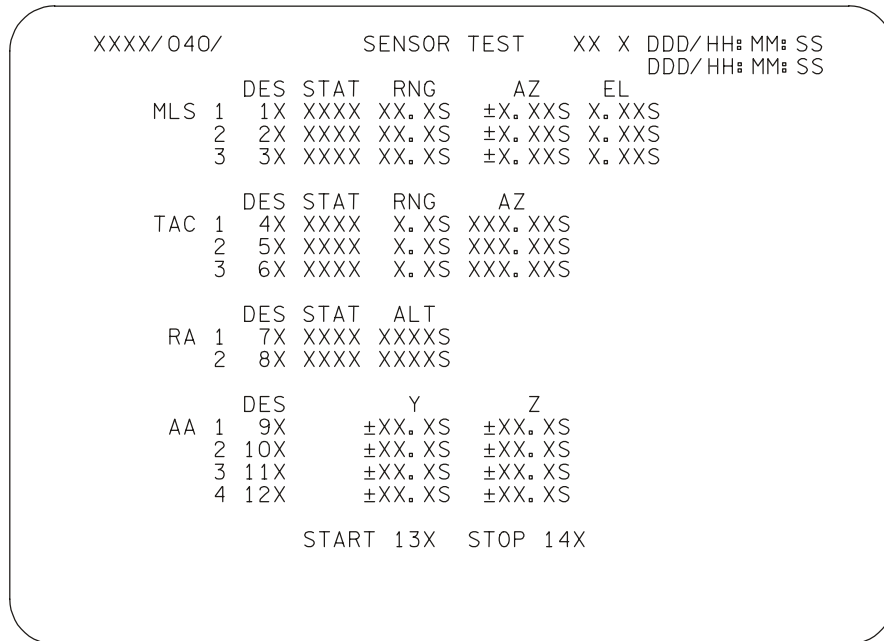 XXXX/040/ SENSOR TEST XX X DDD/HH:MM:SS
DDD/HH:MM:SS
DES STAT RNG AZ EL
MLS 1 1X XXXX XX.XS ±X.XXS X.XXS
2 2X XXXX XX.XS ±X.XXS X.XXS
3 3X XXXX XX.XS ±X.XXS X.XXS
DES STAT RNG AZ
TAC 1 4X XXXX X.XS XXX.XXS
2 5X XXXX X.XS XXX.XXS
3 6X XXXX X.XS XXX.XXS
DES STAT ALT
RA 1 7X XXXX XXXXS
2 8X XXXX XXXXS
DES Y Z
AA 1 9X ±XX.XS ±XX.XS
2 10X ±XX.XS ±XX.XS
3 11X ±XX.XS ±XX.XS
4 12X ±XX.XS ±XX.XS
START 13X STOP 14X